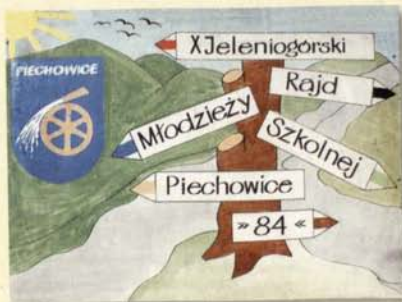 PIECHOWICE
X Jeleniogórski
Rajd
Młodzieży
Szkolnej
Piechowice
» 84 «